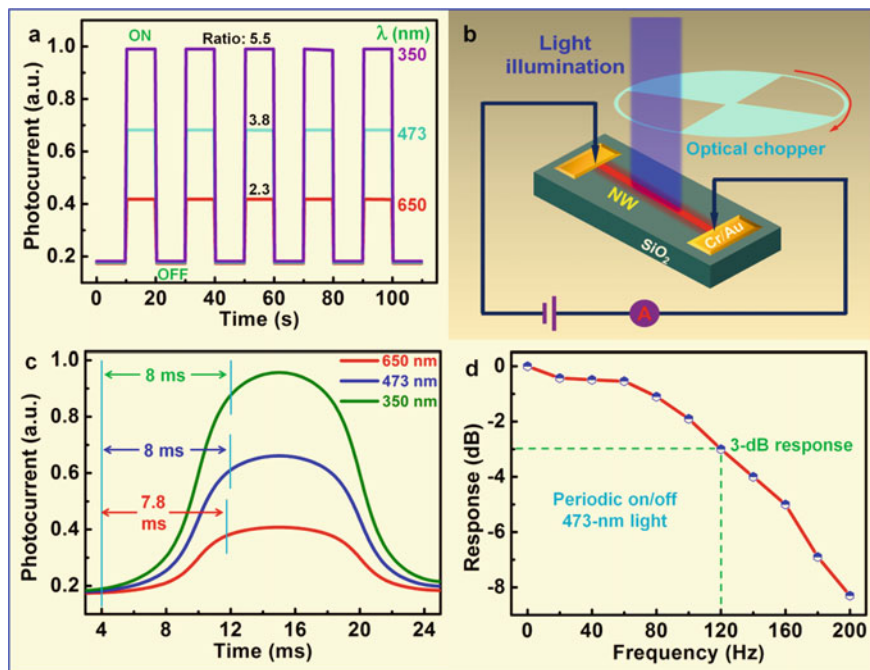 a
ON
OFF
Ratio: 5.5
3.8
2.3
λ (nm)
350
473
650
Photocurrent (a.u.)
1.0
0.8
0.6
0.4
0.2
0 20 40 60 80 100
Time (s)
b
Light
illumination
Optical chopper
NW
SiO₂
Cr/Au
A
c
8 ms
8 ms
7.8
ms
650 nm
473 nm
350 nm
Photocurrent (a.u.)
1.0
0.8
0.6
0.4
0.2
4 8 12 16 20 24
Time (ms)
d
3-dB response
Periodic on/off
473-nm light
Response (dB)
0
-2
-4
-6
-8
0 40 80 120 160 200
Frequency (Hz)